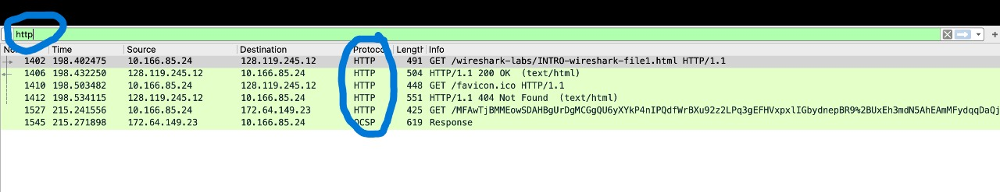 http
No. Time Source Destination Protoco Length Info
1402 198.402475 10.166.85.24 128.119.245.12 HTTP 491 GET /wireshark-labs/INTRO-wireshark-file1.html HTTP/1.1
1406 198.432250 128.119.245.12 10.166.85.24 HTTP 504 HTTP/1.1 200 OK (text/html)
1410 198.503482 10.166.85.24 128.119.245.12 HTTP 448 GET /favicon.ico HTTP/1.1
1412 198.534115 128.119.245.12 10.166.85.24 HTTP 551 HTTP/1.1 404 Not Found (text/html)
1527 215.241556 10.166.85.24 172.64.149.23 HTTP 425 GET /MFAwTjBMMEowSDAHBgUrDgMCGgQU6yXYkP4nIPQdfWrBXu92z2LPq3gEFHVxpxlIGbydnepBR9%2BUxEh3mdN5AhEAmMFydqqDaQj
1545 215.271898 172.64.149.23 10.166.85.24 OCSP 619 Response